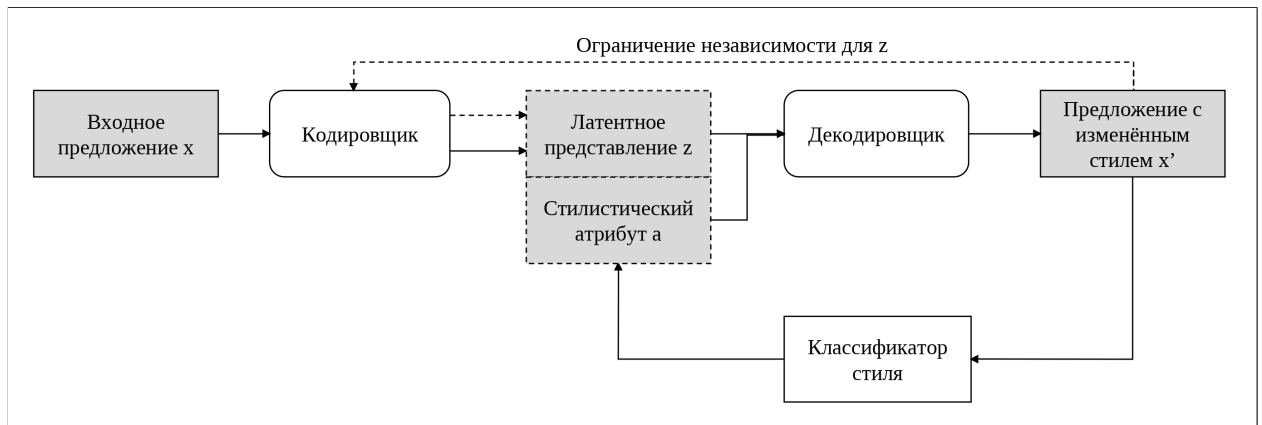 Ограничение независимости для z
Входное
предложение x
Кодировщик
Латентное
представление z
Стилистический
атрибут a
Декодировщик
Предложение с
изменённым
стилем x’
Классификатор
стиля